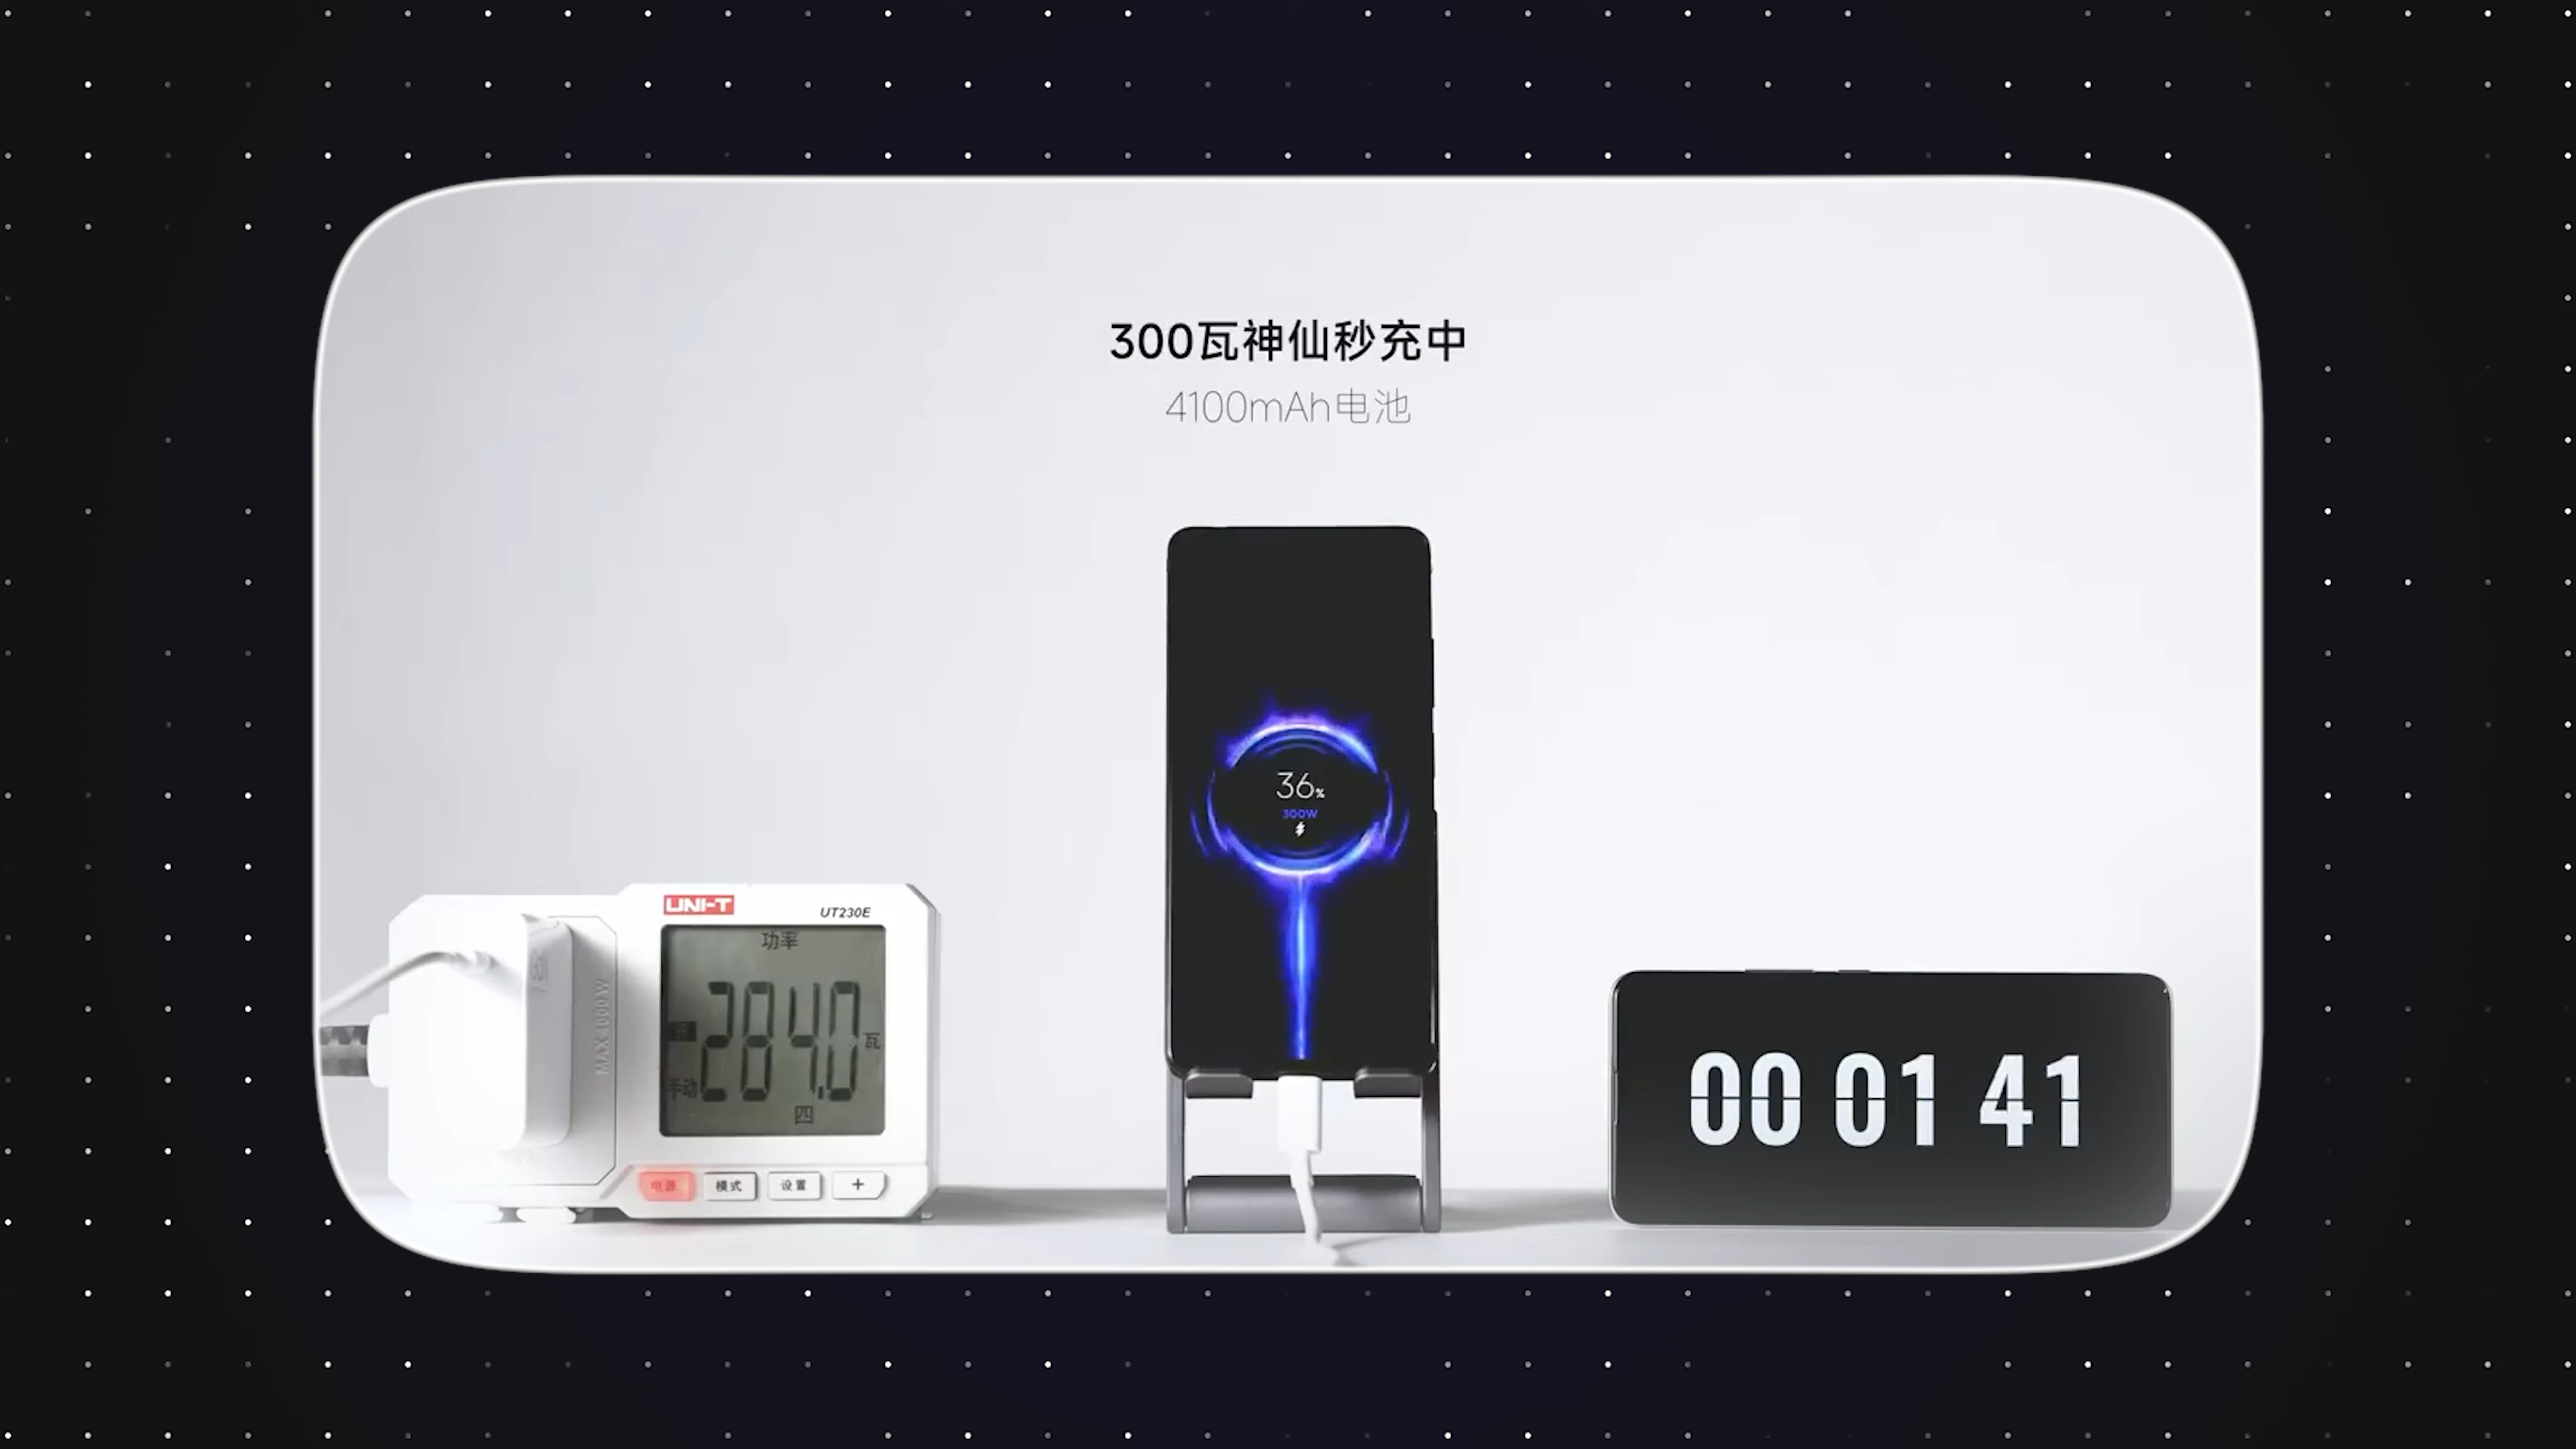 300瓦神仙秒充中
4100mAh电池
36%
300W
UNI-T
UT230E
功率
284.0
瓦
手动
四
MAX4000W
电源
模式
设置
+
00 01 41